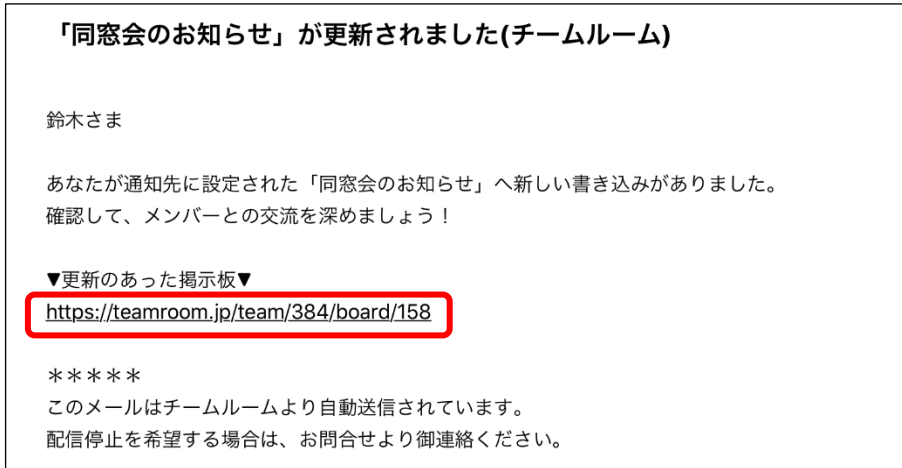 「同窓会のお知らせ」が更新されました(チームルーム)
鈴木さま
あなたが通知先に設定された「同窓会のお知らせ」へ新しい書き込みがありました。
確認して、メンバーとの交流を深めましょう！
▼更新のあった掲示板▼
https://teamroom.jp/team/384/board/158
＊＊＊＊＊
このメールはチームルームより自動送信されています。
配信停止を希望する場合は、お問合せより御連絡ください。